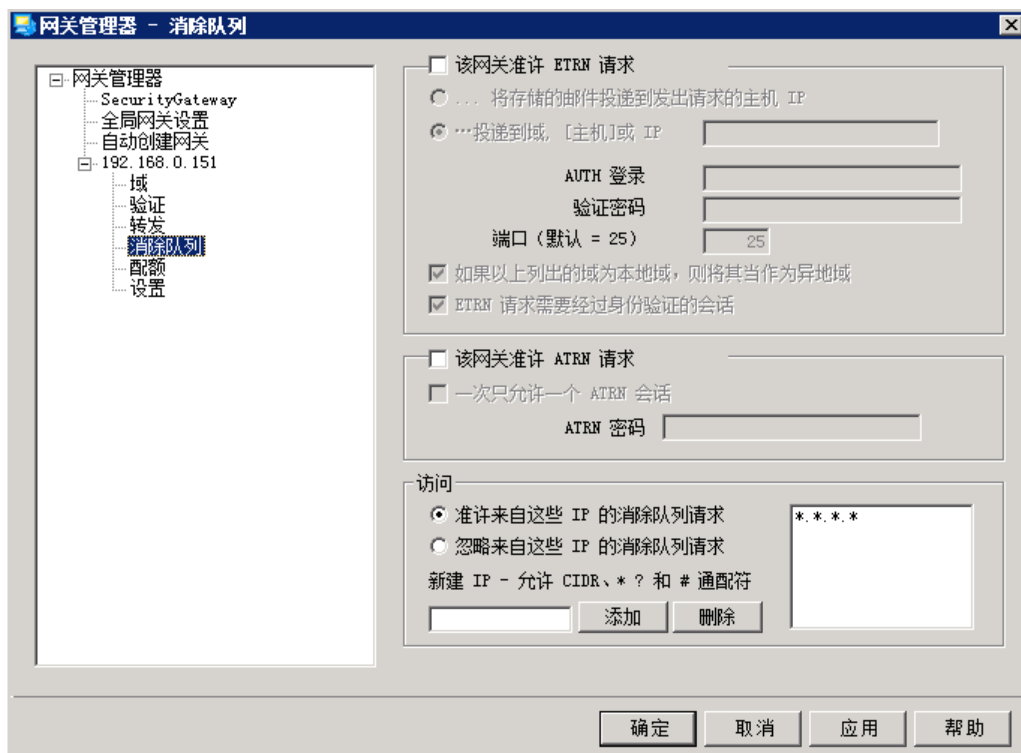 网关管理器 - 消除队列
网关管理器
SecurityGateway
全局网关设置
自动创建网关
192.168.0.151
域
验证
转发
消除队列
配额
设置
该网关准许 ETRN 请求
... 将存储的邮件投递到发出请求的主机 IP
…投递到域, [主机]或 IP
AUTH 登录
验证密码
端口 (默认 = 25)
25
如果以上列出的域为本地域，则将其当作为异地域
ETRN 请求需要经过身份验证的会话
该网关准许 ATRN 请求
一次只允许一个 ATRN 会话
ATRN 密码
访问
准许来自这些 IP 的消除队列请求
忽略来自这些 IP 的消除队列请求
新建 IP - 允许 CIDR、* ? 和 # 通配符
添加
删除
*.*.*.*
确定
取消
应用
帮助